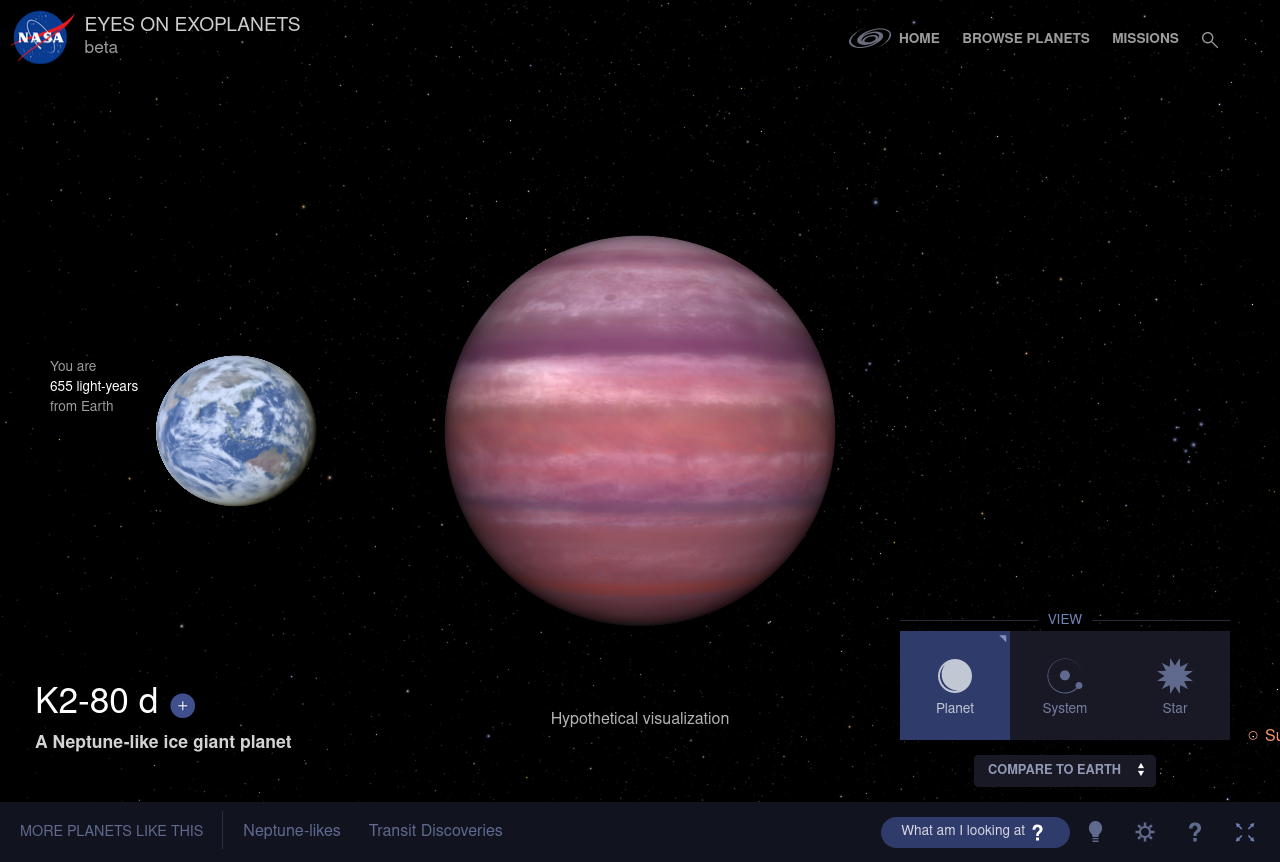 NASA
EYES ON EXOPLANETS
beta
HOME
BROWSE PLANETS
MISSIONS
You are
655 light-years
from Earth
VIEW
Planet
System
Star
K2-80 d +
A Neptune-like ice giant planet
Hypothetical visualization
COMPARE TO EARTH
MORE PLANETS LIKE THIS
Neptune-likes
Transit Discoveries
What am I looking at ?
?